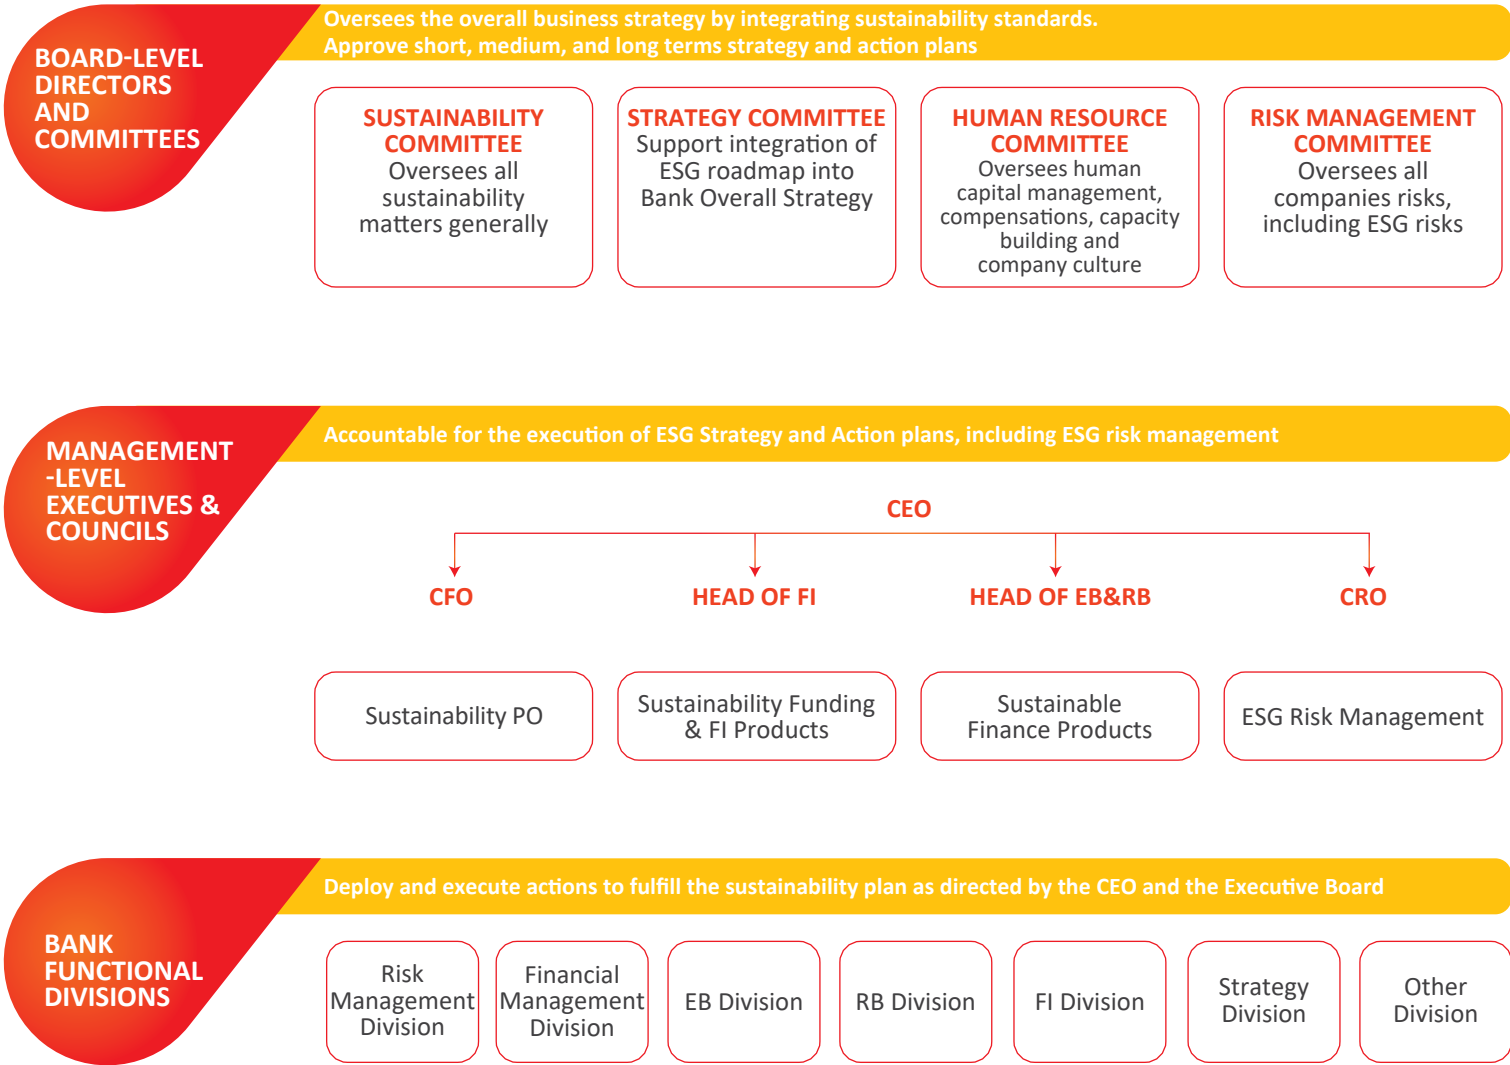 BOARD-LEVEL
DIRECTORS
AND
COMMITTEES
Oversees the overall business strategy by integrating sustainability standards.
Approve short, medium, and long terms strategy and action plans
SUSTAINABILITY
COMMITTEE
Oversees all
sustainability
matters generally
STRATEGY COMMITTEE
Support integration of
ESG roadmap into
Bank Overall Strategy
HUMAN RESOURCE
COMMITTEE
Oversees human
capital management,
compensations, capacity
building and
company culture
RISK MANAGEMENT
COMMITTEE
Oversees all
companies risks,
including ESG risks
MANAGEMENT
-LEVEL
EXECUTIVES &
COUNCILS
Accountable for the execution of ESG Strategy and Action plans, including ESG risk management
CEO
CFO
HEAD OF FI
HEAD OF EB&RB
CRO
Sustainability PO
Sustainability Funding
& FI Products
Sustainable
Finance Products
ESG Risk Management
BANK
FUNCTIONAL
DIVISIONS
Deploy and execute actions to fulfill the sustainability plan as directed by the CEO and the Executive Board
Risk
Management
Division
Financial
Management
Division
EB Division
RB Division
FI Division
Strategy
Division
Other
Division